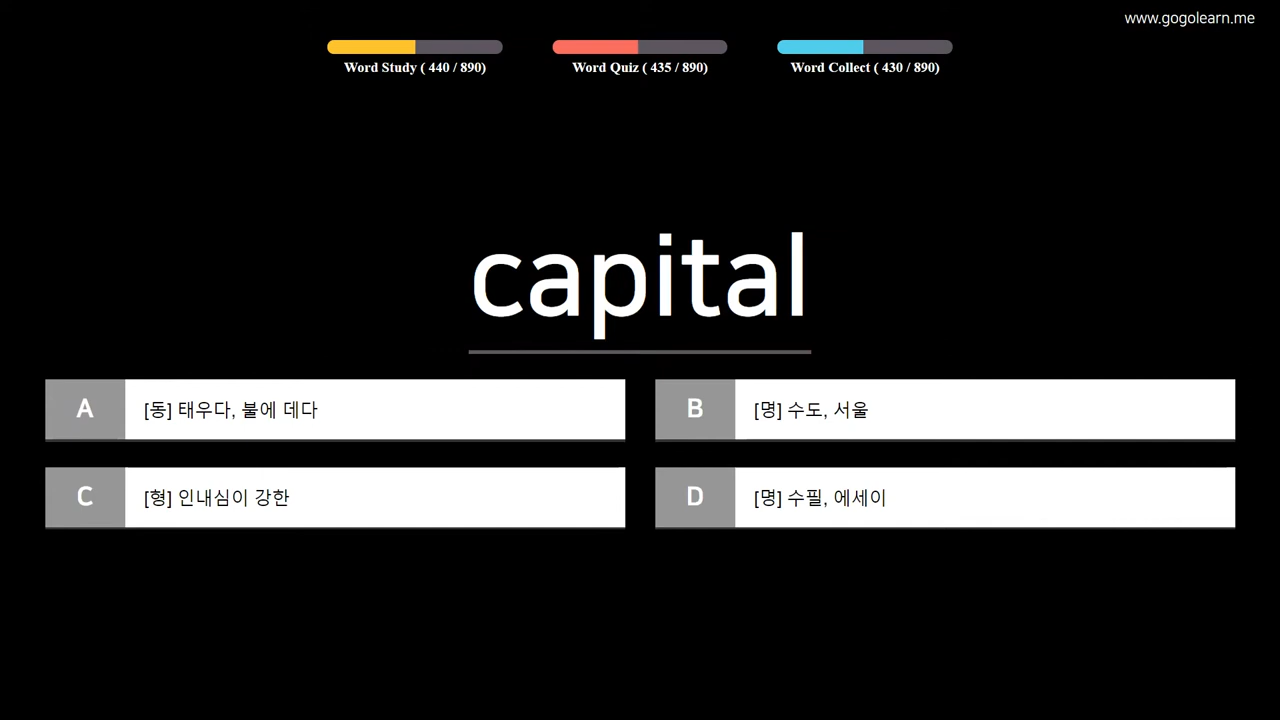 www.gogolearn.me
Word Study ( 440 / 890) Word Quiz ( 435 / 890) Word Collect ( 430 / 890)
capital
A [동] 태우다, 불에 데다
B [명] 수도, 서울
C [형] 인내심이 강한
D [명] 수필, 에세이